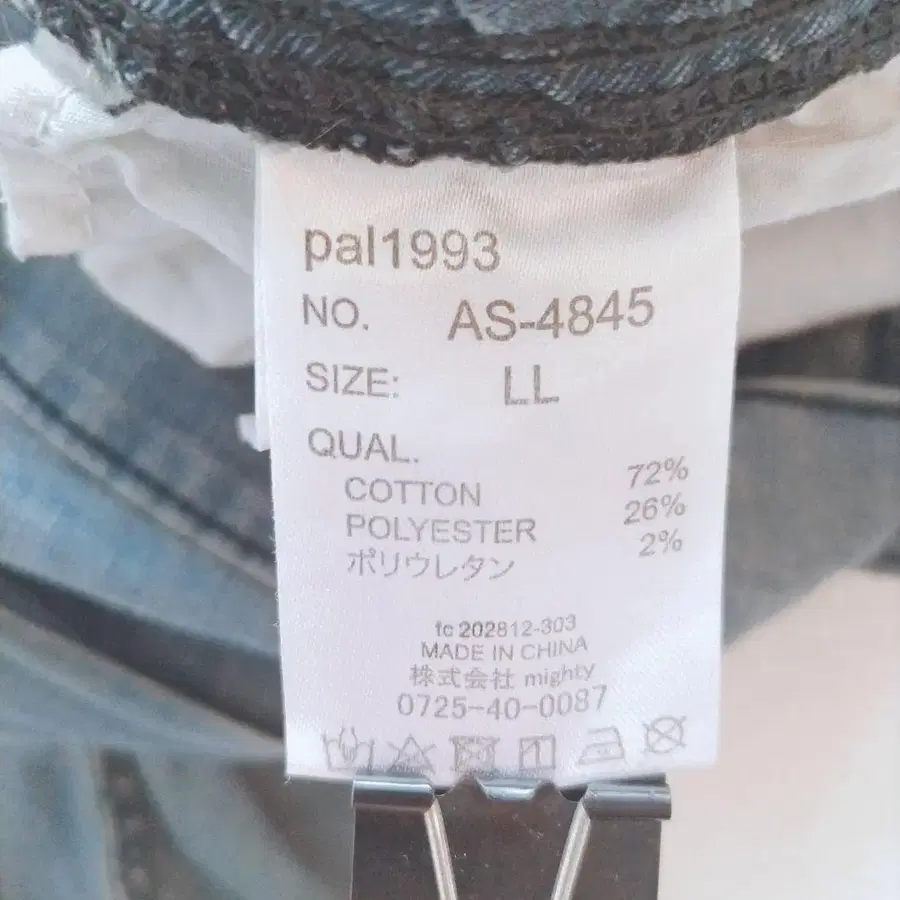 pal1993
NO. AS-4845
SIZE: LL
QUAL.
COTTON 72%
POLYESTER 26%
ポリウレタン 2%
fc 202812-303
MADE IN CHINA
株式会社 mighty
0725-40-0087